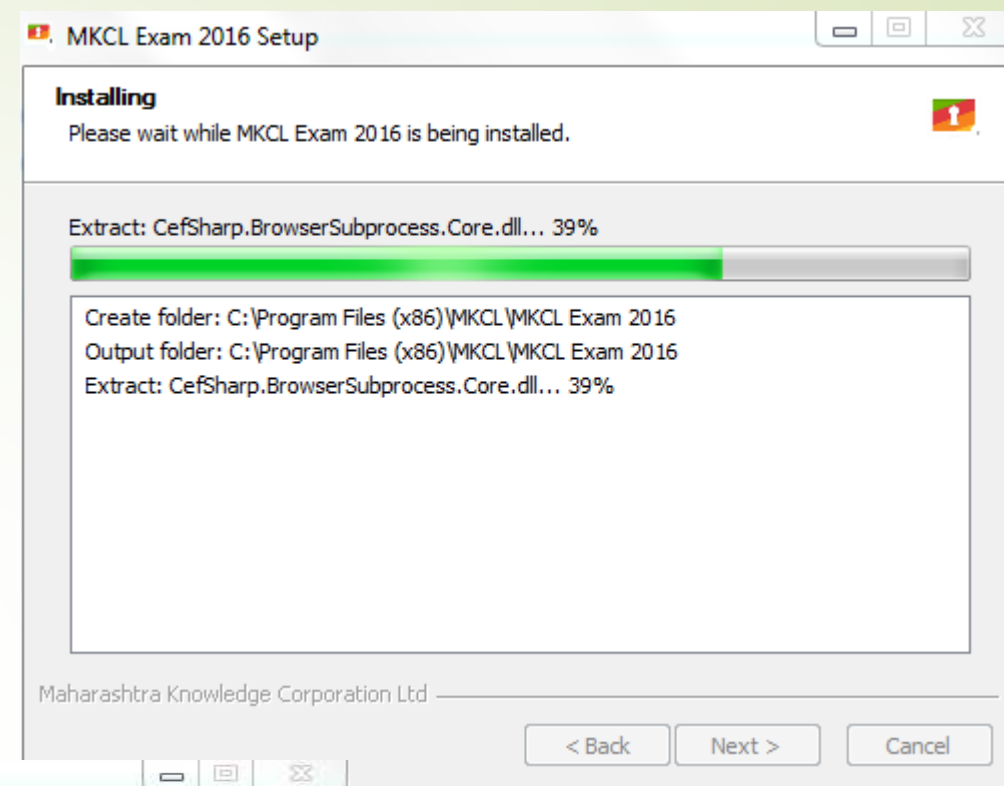 MKCL Exam 2016 Setup
Installing
Please wait while MKCL Exam 2016 is being installed.
Extract: CefSharp.BrowserSubprocess.Core.dll... 39%
Create folder: C:\Program Files (x86)\MKCL\MKCL Exam 2016
Output folder: C:\Program Files (x86)\MKCL\MKCL Exam 2016
Extract: CefSharp.BrowserSubprocess.Core.dll... 39%
Maharashtra Knowledge Corporation Ltd
< Back Next > Cancel